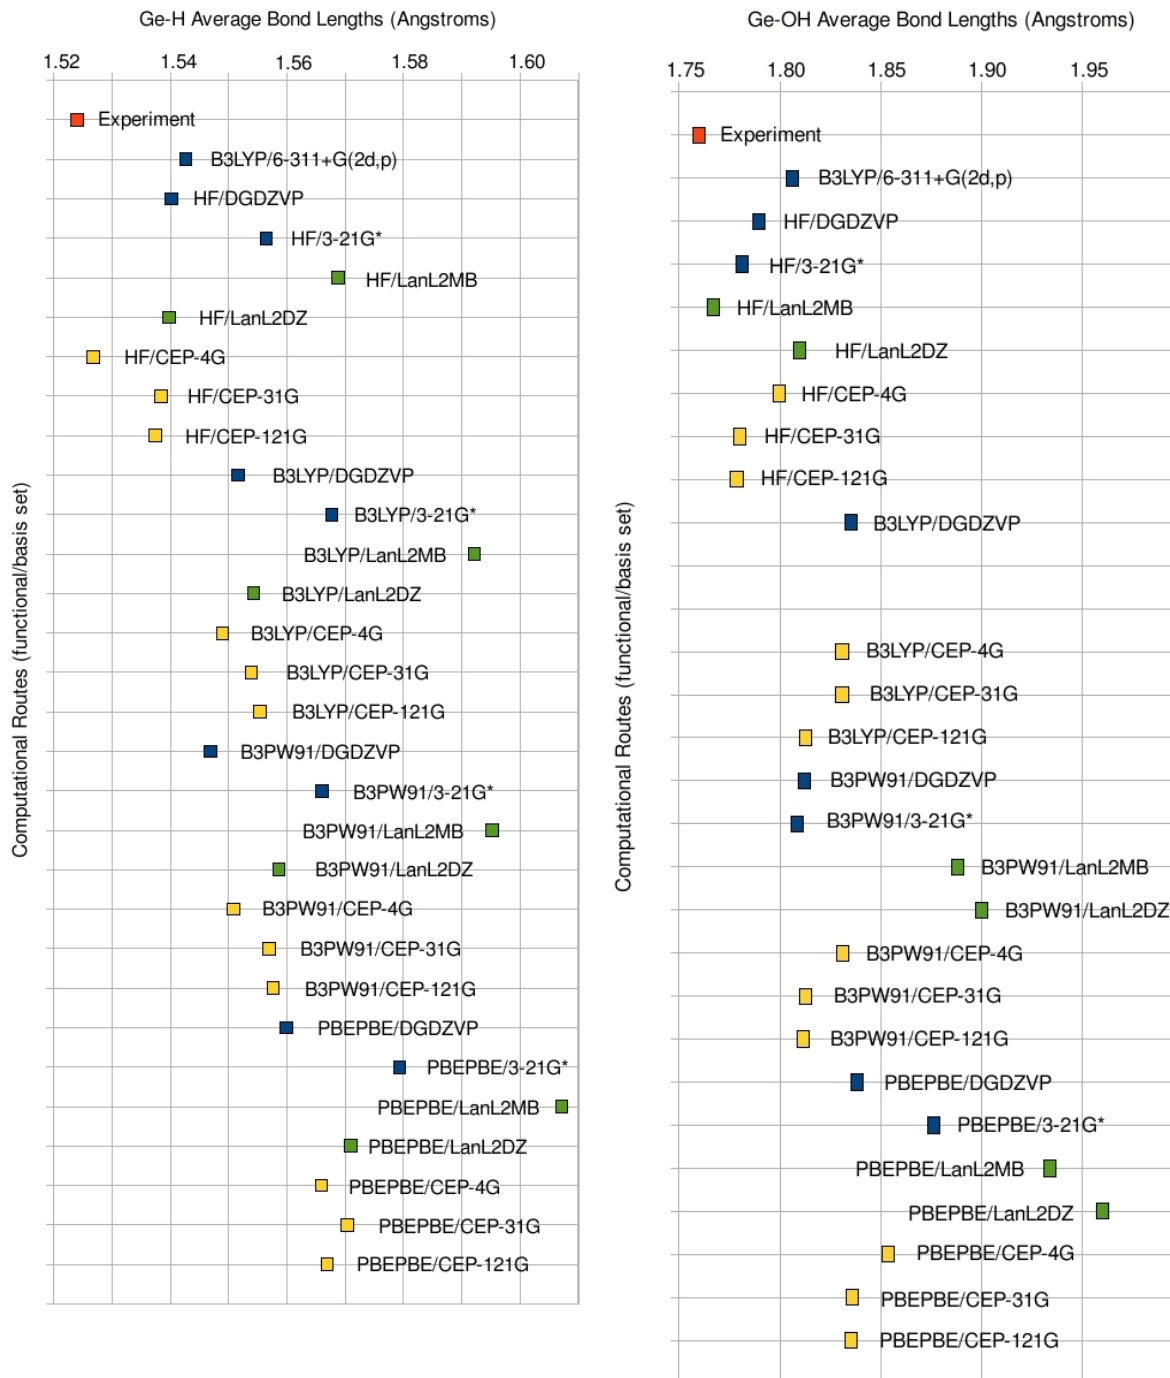 Ge-H Average Bond Lengths (Angstroms)
1.52 1.54 1.56 1.58 1.60
Experiment
B3LYP/6-311+G(2d,p)
HF/DGDZVP
HF/3-21G*
HF/LanL2MB
HF/LanL2DZ
HF/CEP-4G
HF/CEP-31G
HF/CEP-121G
B3LYP/DGDZVP
B3LYP/3-21G*
B3LYP/LanL2MB
B3LYP/LanL2DZ
B3LYP/CEP-4G
B3LYP/CEP-31G
B3LYP/CEP-121G
B3PW91/DGDZVP
B3PW91/3-21G*
B3PW91/LanL2MB
B3PW91/LanL2DZ
B3PW91/CEP-4G
B3PW91/CEP-31G
B3PW91/CEP-121G
PBEPBE/DGDZVP
PBEPBE/3-21G*
PBEPBE/LanL2MB
PBEPBE/LanL2DZ
PBEPBE/CEP-4G
PBEPBE/CEP-31G
PBEPBE/CEP-121G
Computational Routes (functional/basis set)
Ge-OH Average Bond Lengths (Angstroms)
1.75 1.80 1.85 1.90 1.95
Experiment
B3LYP/6-311+G(2d,p)
HF/DGDZVP
HF/3-21G*
HF/LanL2MB
HF/LanL2DZ
HF/CEP-4G
HF/CEP-31G
HF/CEP-121G
B3LYP/DGDZVP
B3LYP/CEP-4G
B3LYP/CEP-31G
B3LYP/CEP-121G
B3PW91/DGDZVP
B3PW91/3-21G*
B3PW91/LanL2MB
B3PW91/LanL2DZ
B3PW91/CEP-4G
B3PW91/CEP-31G
B3PW91/CEP-121G
PBEPBE/DGDZVP
PBEPBE/3-21G*
PBEPBE/LanL2MB
PBEPBE/LanL2DZ
PBEPBE/CEP-4G
PBEPBE/CEP-31G
PBEPBE/CEP-121G
Computational Routes (functional/basis set)